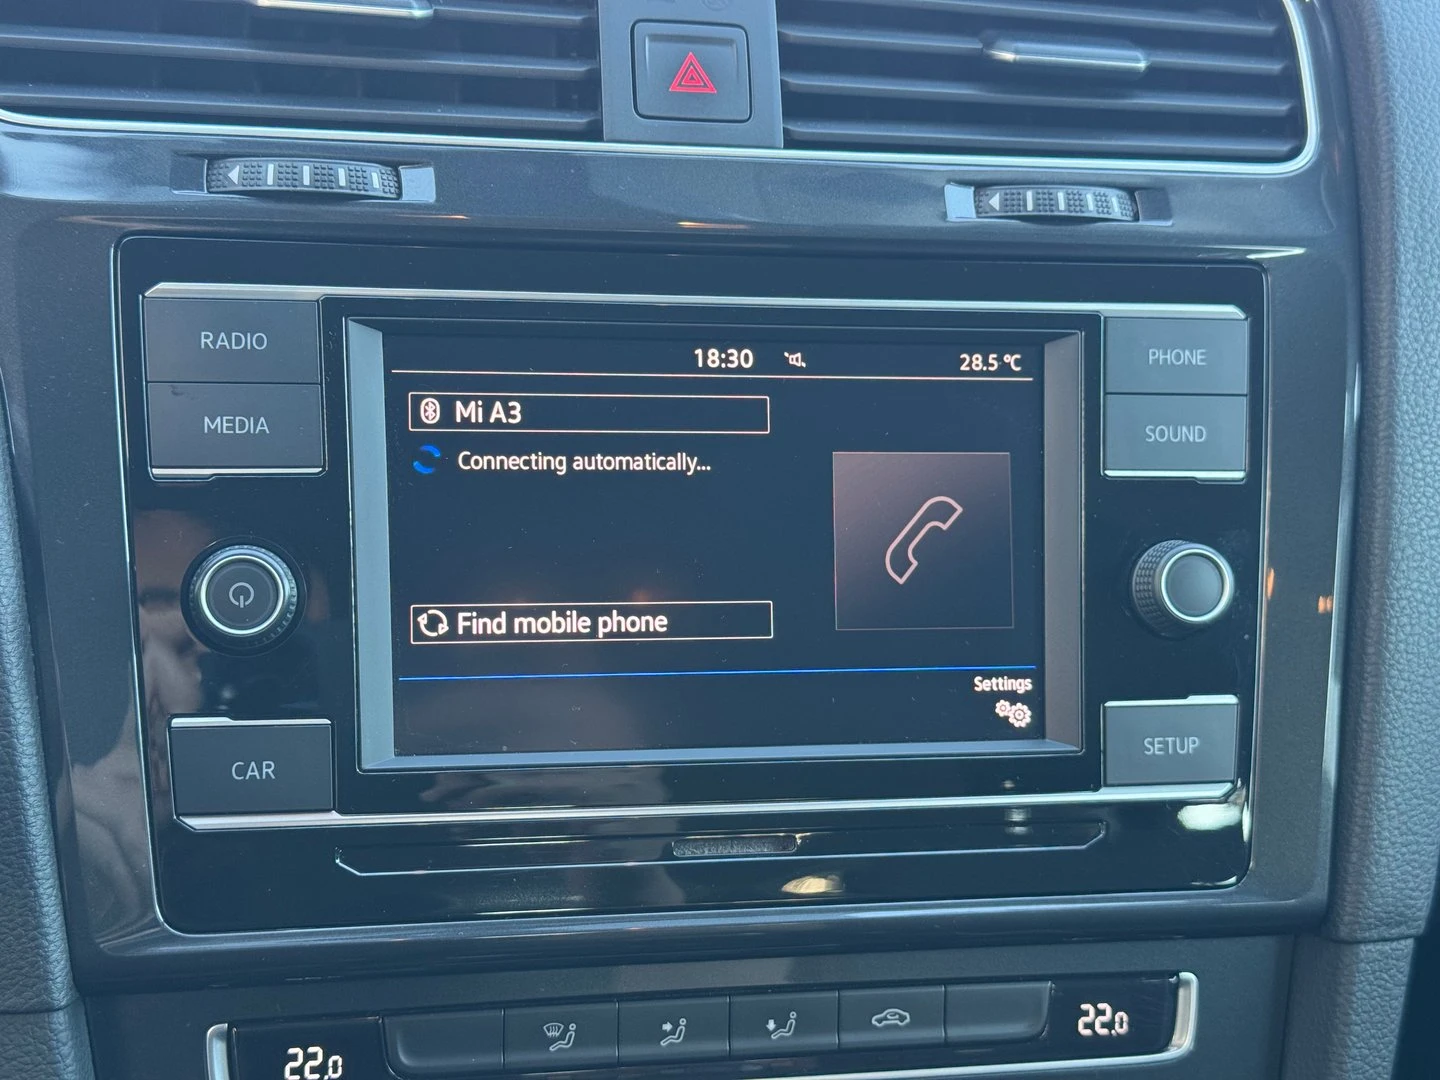 RADIO
MEDIA
CAR
18:30
28.5 °C
Mi A3
Connecting automatically...
Find mobile phone
Settings
PHONE
SOUND
SETUP
22.0
22.0